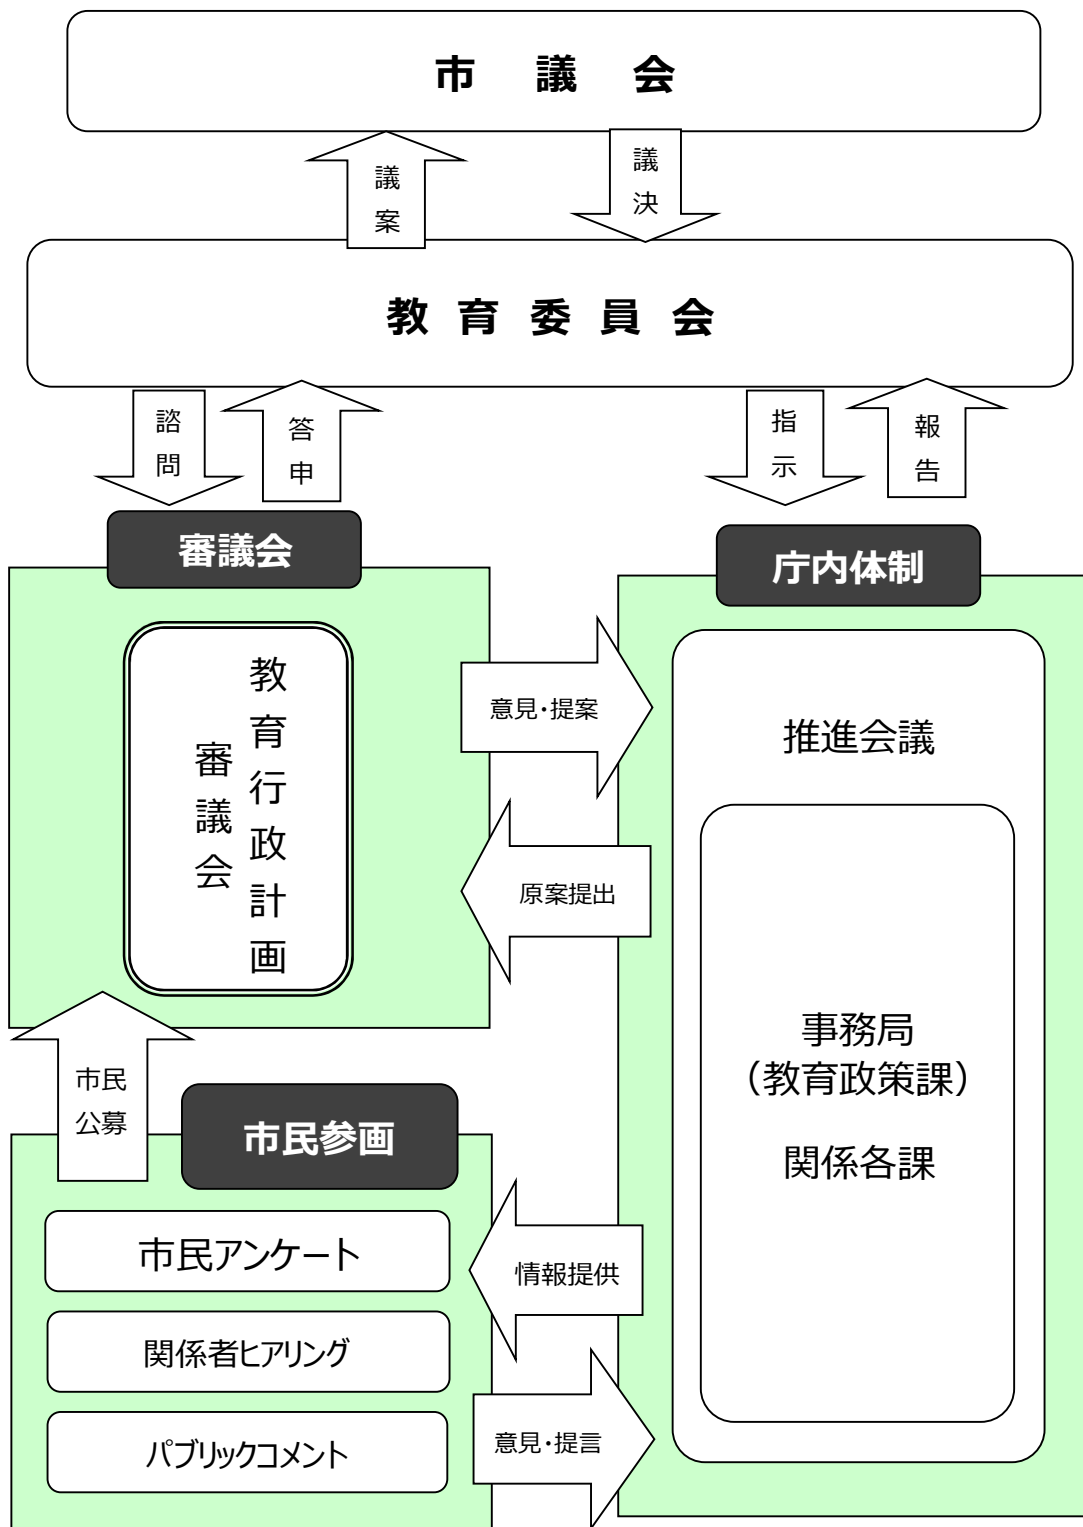 市 議 会
議案
議決
教 育 委 員 会
諮問
答申
指示
報告
審議会
庁内体制
教育行政計画
審議会
意見・提案
原案提出
推進会議
事務局
（教育政策課）
関係各課
市民
公募
市民参画
市民アンケート
関係者ヒアリング
パブリックコメント
情報提供
意見・提言